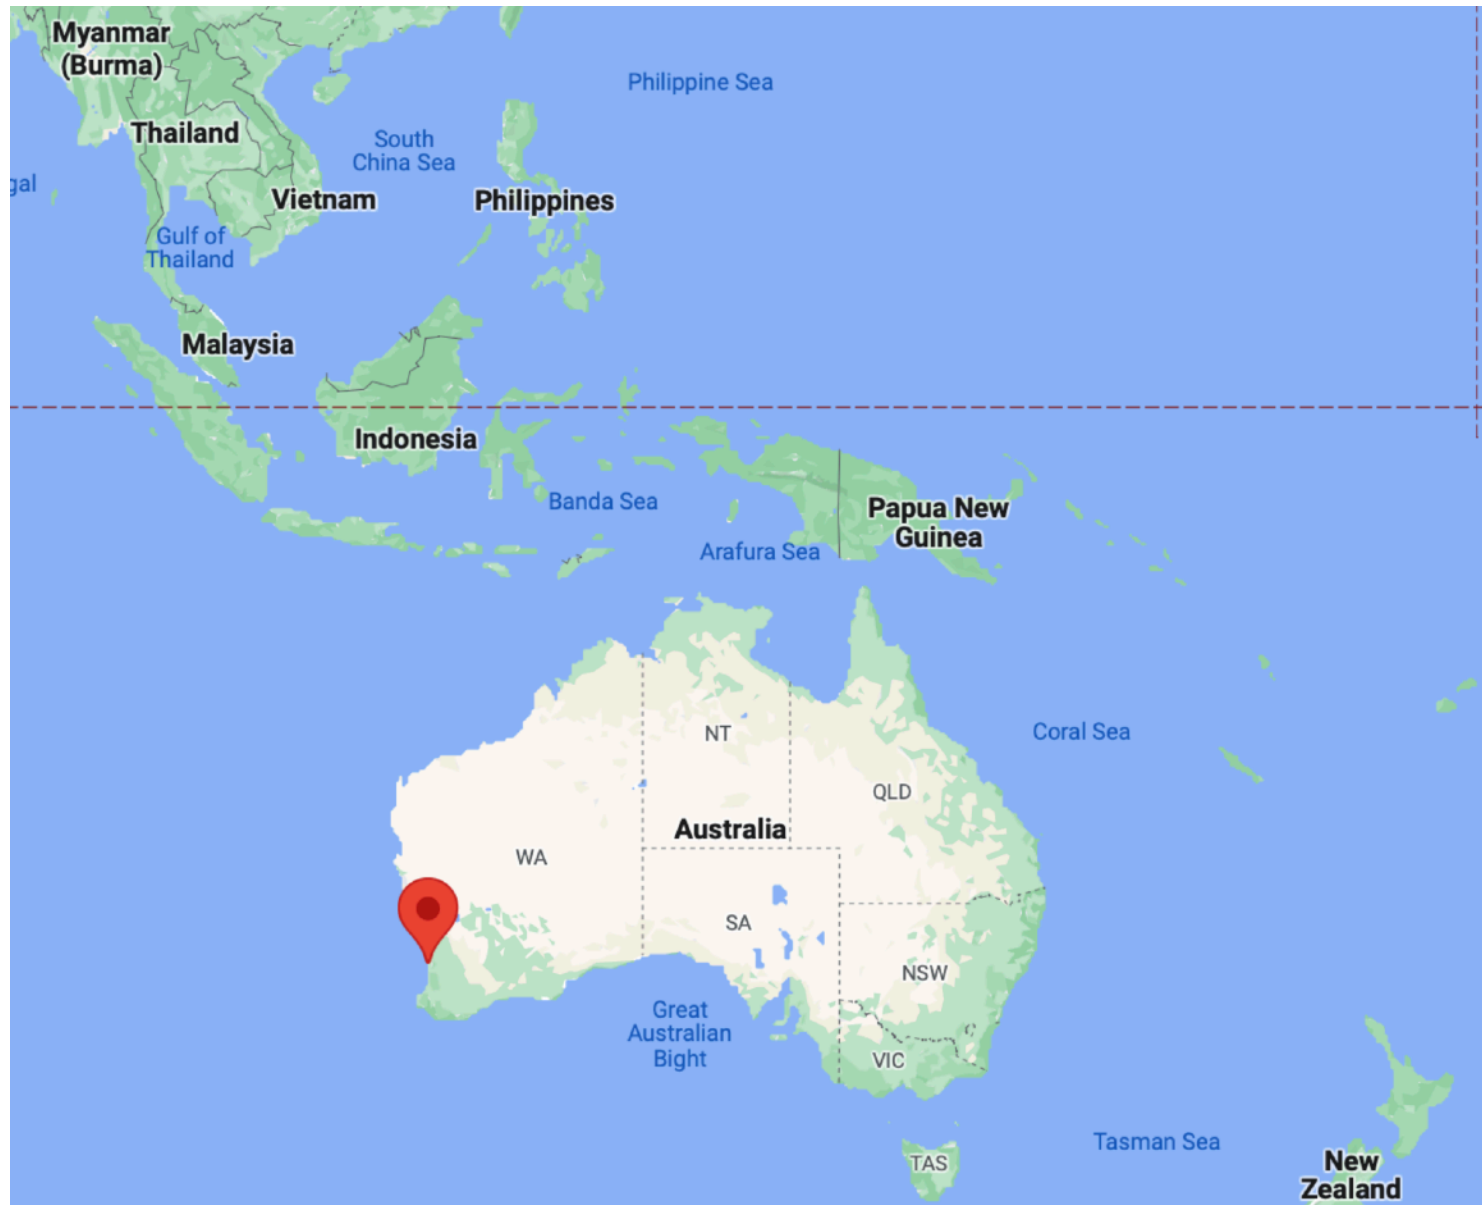 Myanmar
(Burma)
Philippine Sea
Thailand
South
China Sea
gal
Vietnam
Philippines
Gulf of
Thailand
Malaysia
Indonesia
Banda Sea
Papua New
Guinea
Arafura Sea
NT
Coral Sea
QLD
Australia
WA
SA
NSW
Great
Australian
Bight
VIC
Tasman Sea
TAS
New
Zealand